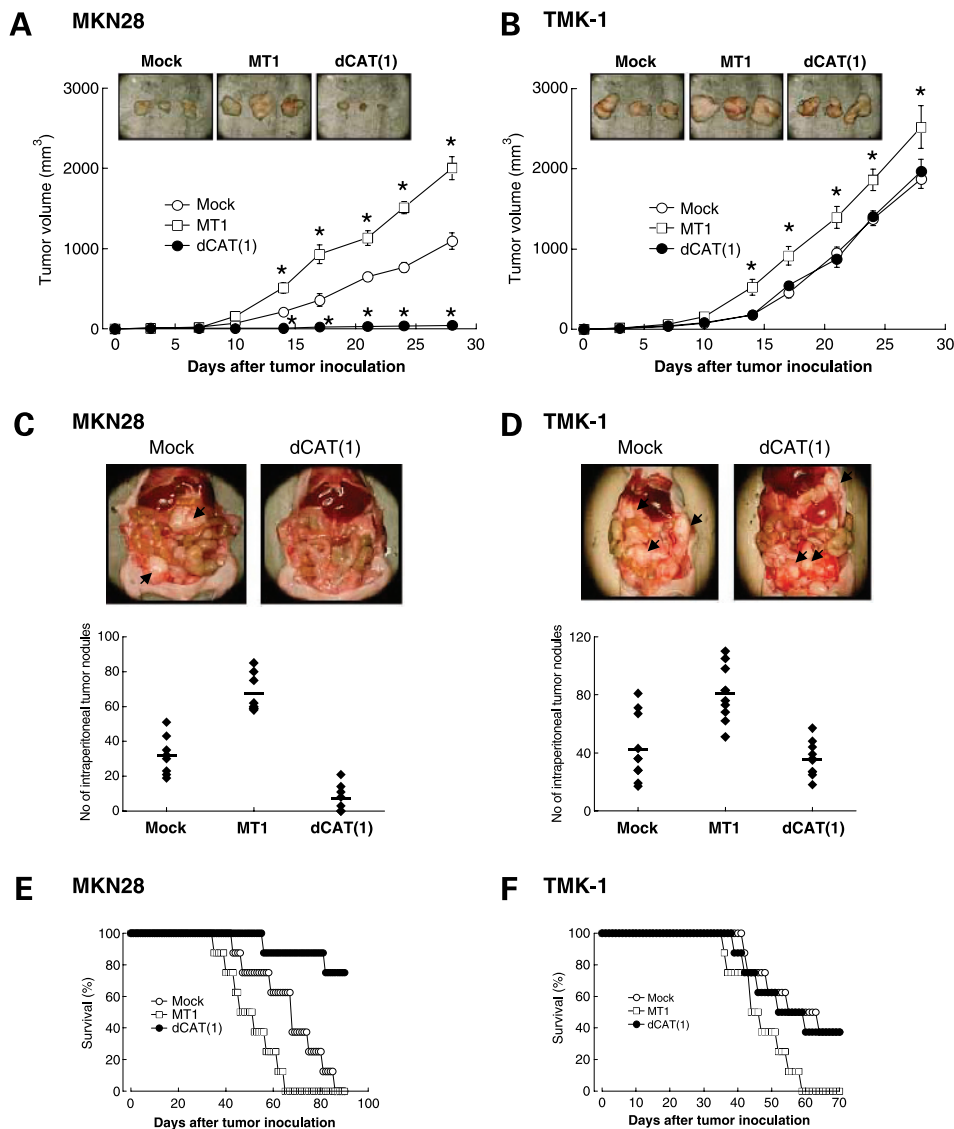 A MKN28
Mock MT1 dCAT(1)
Tumor volume (mm3)
3000
2000
1000
0
Mock
MT1
dCAT(1)
* * * * *
* * * * *
0 5 10 15 20 25 30
Days after tumor inoculation
B TMK-1
Mock MT1 dCAT(1)
Tumor volume (mm3)
3000
2000
1000
0
Mock
MT1
dCAT(1)
* * * * *
0 5 10 15 20 25 30
Days after tumor inoculation
C MKN28
Mock dCAT(1)
No of intraperitoneal tumor nodules
100
80
60
40
20
0
Mock MT1 dCAT(1)
D TMK-1
Mock dCAT(1)
No of intraperitoneal tumor nodules
120
80
40
0
Mock MT1 dCAT(1)
E MKN28
Survival (%)
100
80
60
40
20
0
Mock
MT1
dCAT(1)
0 20 40 60 80 100
Days after tumor inoculation
F TMK-1
Survival (%)
100
80
60
40
20
0
Mock
MT1
dCAT(1)
0 10 20 30 40 50 60 70
Days after tumor inoculation